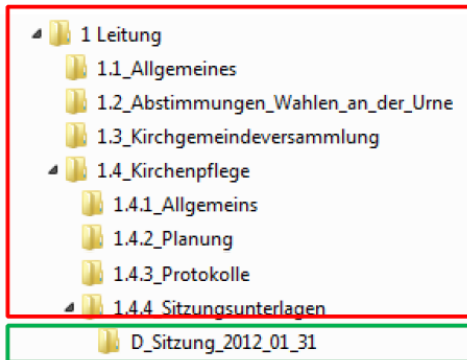 1 Leitung
1.1_Allgemeines
1.2_Abstimmungen_Wahlen_an_der_Urne
1.3_Kirchgemeindeversammlung
1.4_Kirchenpflege
1.4.1_Allgemeins
1.4.2_Planung
1.4.3_Protokolle
1.4.4_Sitzungsunterlagen
D_Sitzung_2012_01_31